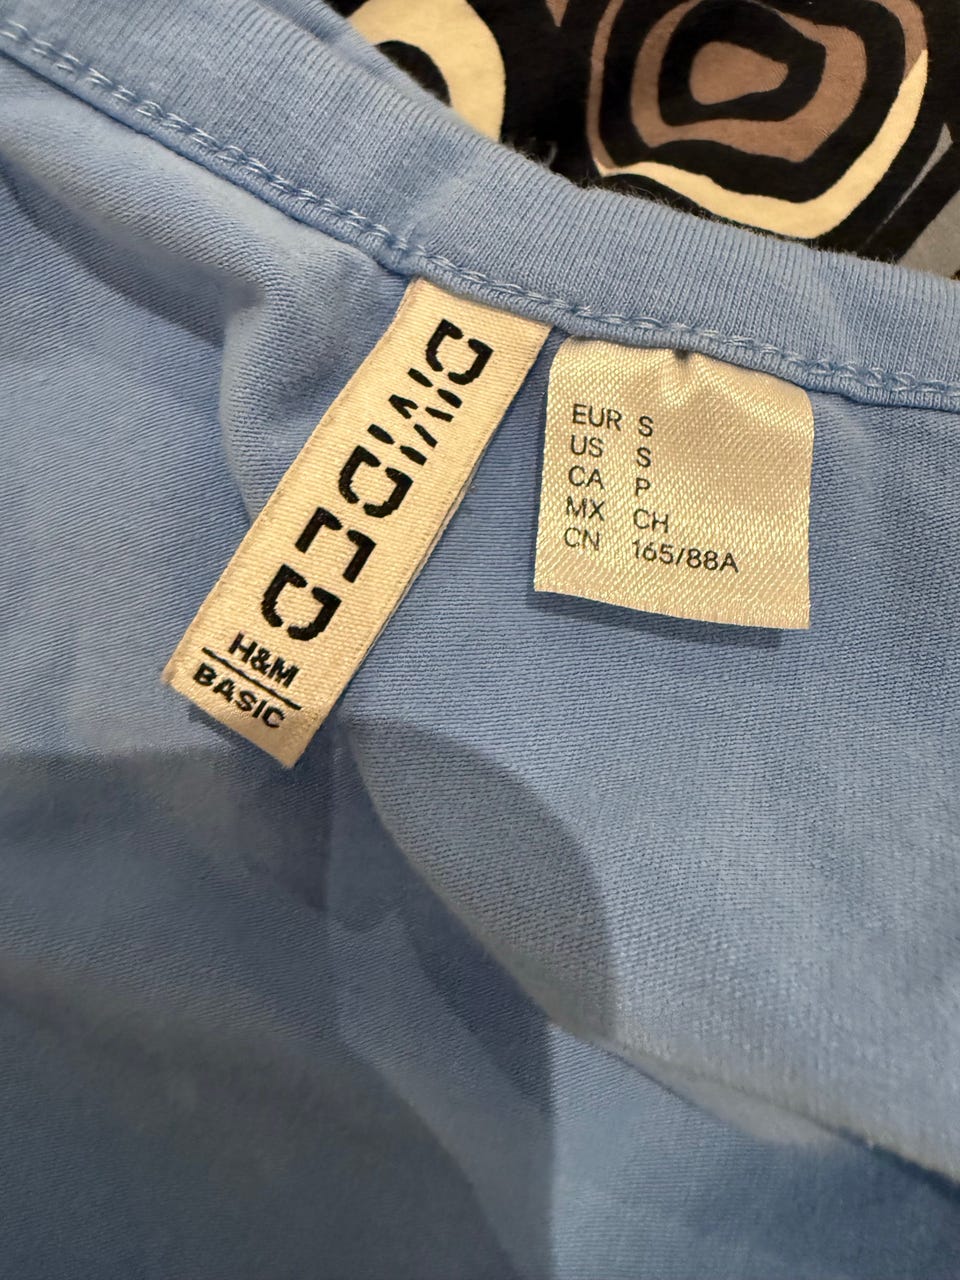 DIVIDED
H&M
BASIC
EUR S
US S
CA P
MX CH
CN 165/88A